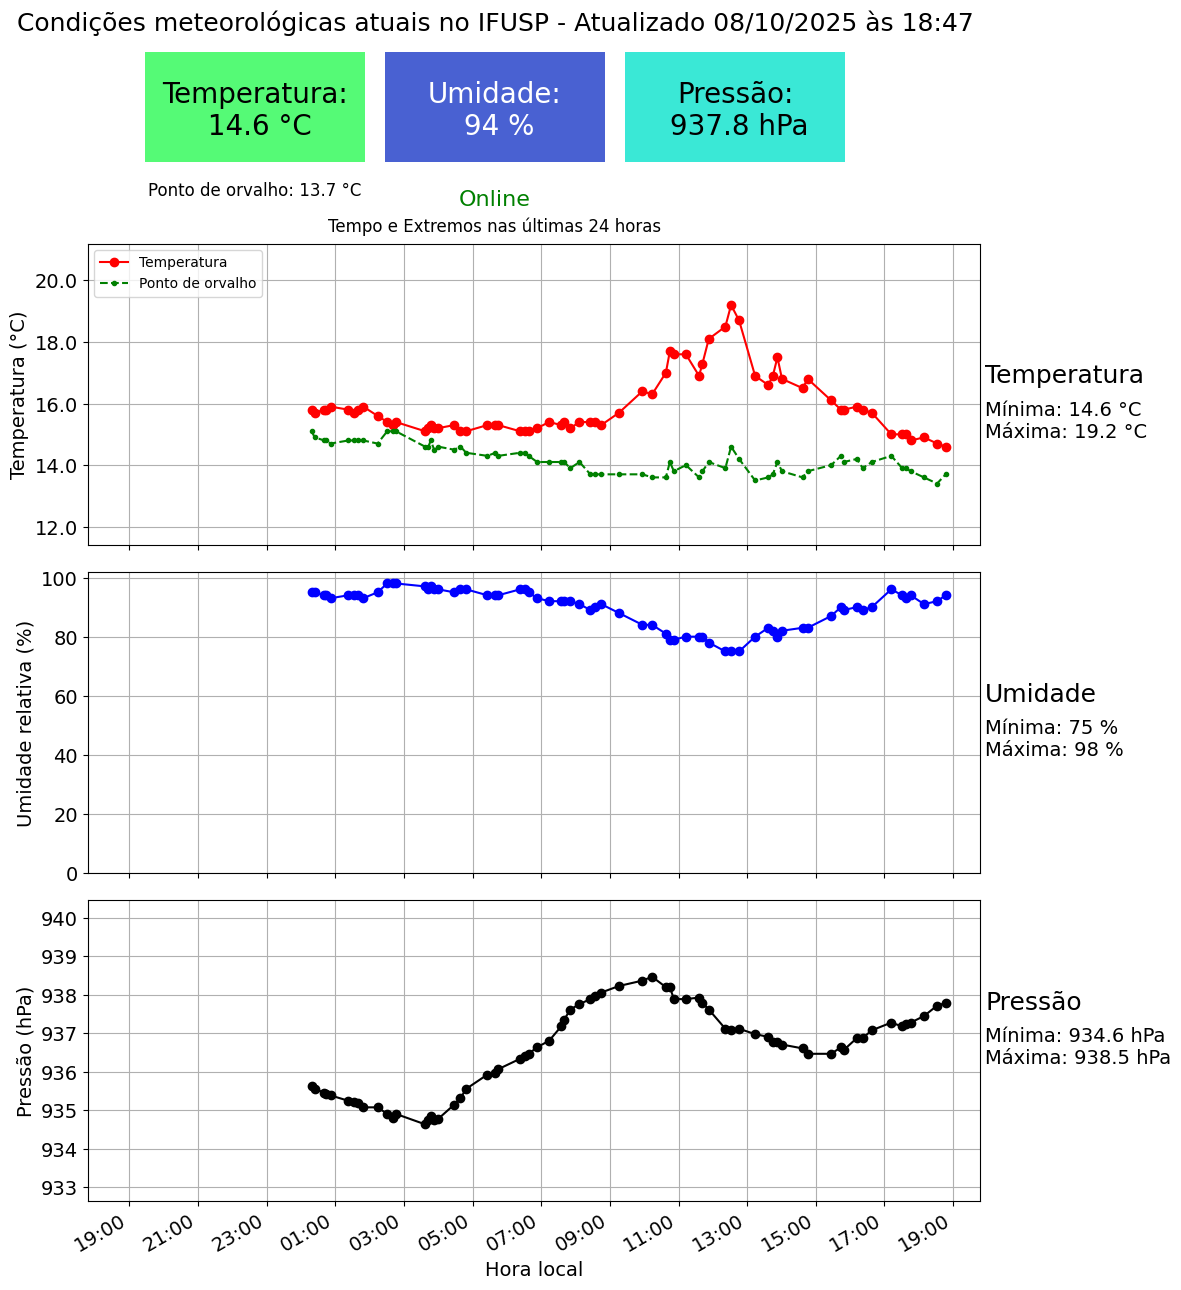 Condições meteorológicas atuais no IFUSP - Atualizado 08/10/2025 às 18:47
Temperatura:
14.6 °C
Umidade:
94 %
Pressão:
937.8 hPa
Ponto de orvalho: 13.7 °C
Online
Tempo e Extremos nas últimas 24 horas
Temperatura
Ponto de orvalho
Temperatura (°C)
20.0
18.0
16.0
14.0
12.0
Temperatura
Mínima: 14.6 °C
Máxima: 19.2 °C
Umidade relativa (%)
100
80
60
40
20
0
Umidade
Mínima: 75 %
Máxima: 98 %
Pressão (hPa)
940
939
938
937
936
935
934
933
Pressão
Mínima: 934.6 hPa
Máxima: 938.5 hPa
19:00
21:00
23:00
01:00
03:00
05:00
07:00
09:00
11:00
13:00
15:00
17:00
19:00
Hora local